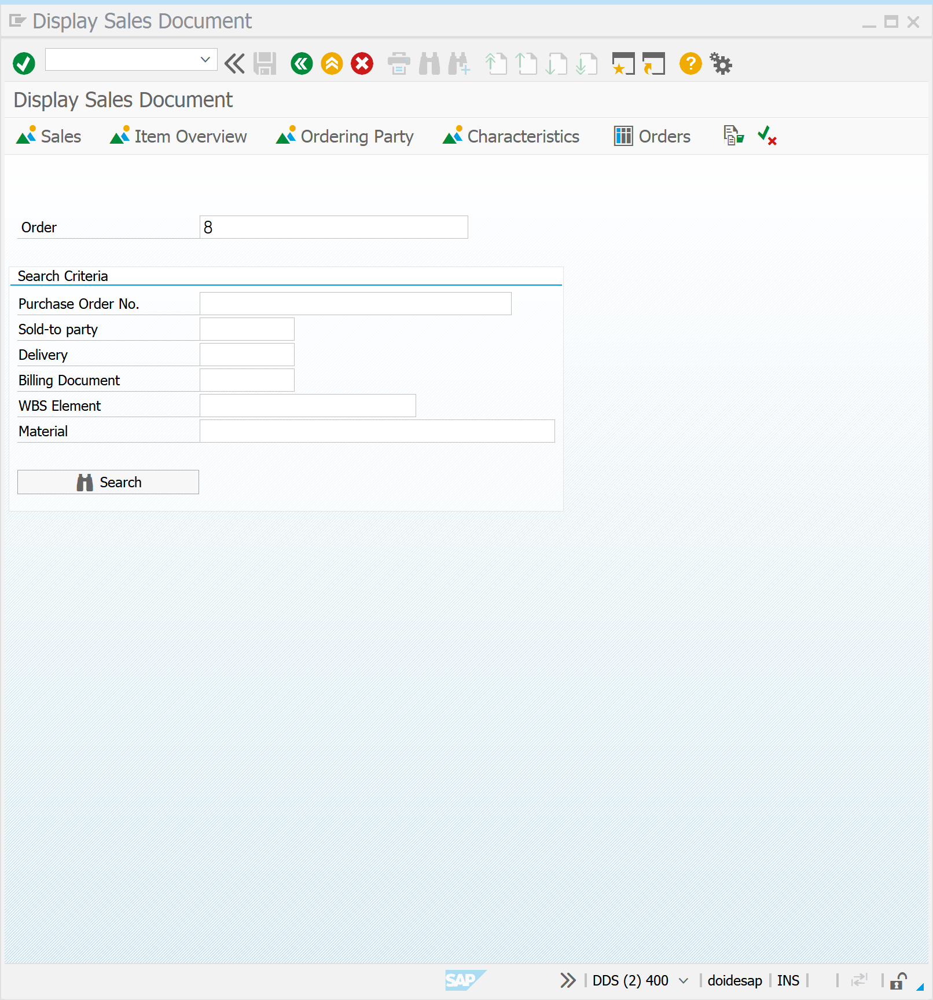 Display Sales Document
?
Display Sales Document
Sales Item Overview Ordering Party Characteristics Orders
Order 8
Search Criteria
Purchase Order No.
Sold-to party
Delivery
Billing Document
WBS Element
Material
Search
SAP DDS (2) 400 doidesap INS